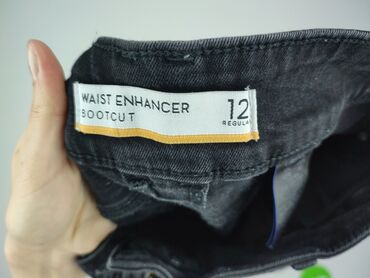 WAIST ENHANCER
BOOTCUT
12
REGULAR